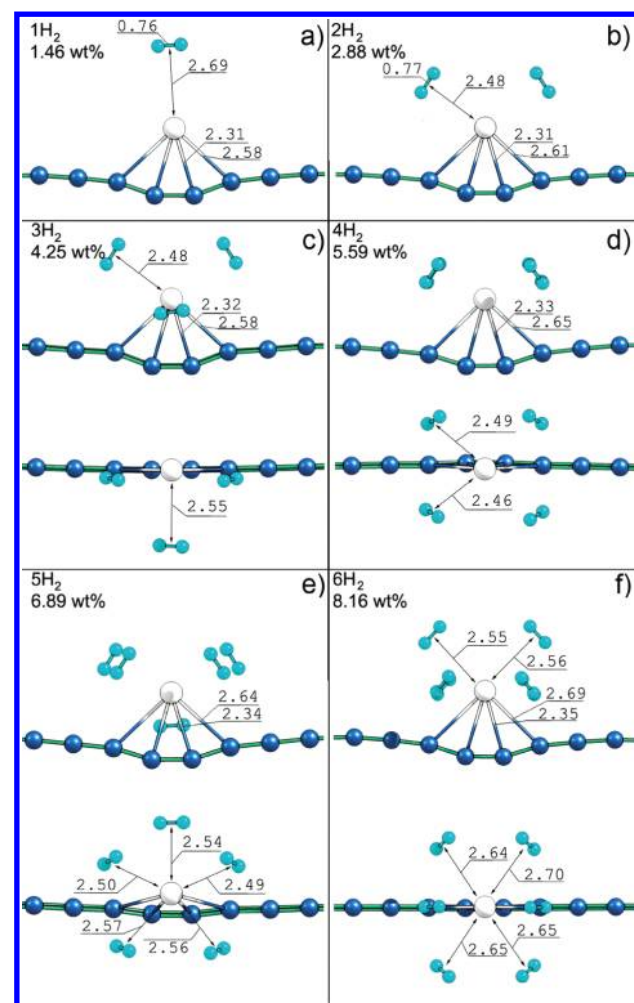 1H₂
1.46 wt%
a)
0.76
2.69
2.31
2.58
2H₂
2.88 wt%
b)
0.77
2.48
2.31
2.61
3H₂
4.25 wt%
c)
2.48
2.32
2.58
2.55
4H₂
5.59 wt%
d)
2.33
2.65
2.49
2.46
5H₂
6.89 wt%
e)
2.64
2.34
2.54
2.50
2.49
2.57
2.56
6H₂
8.16 wt%
f)
2.55
2.56
2.69
2.35
2.64
2.70
2.65
2.65